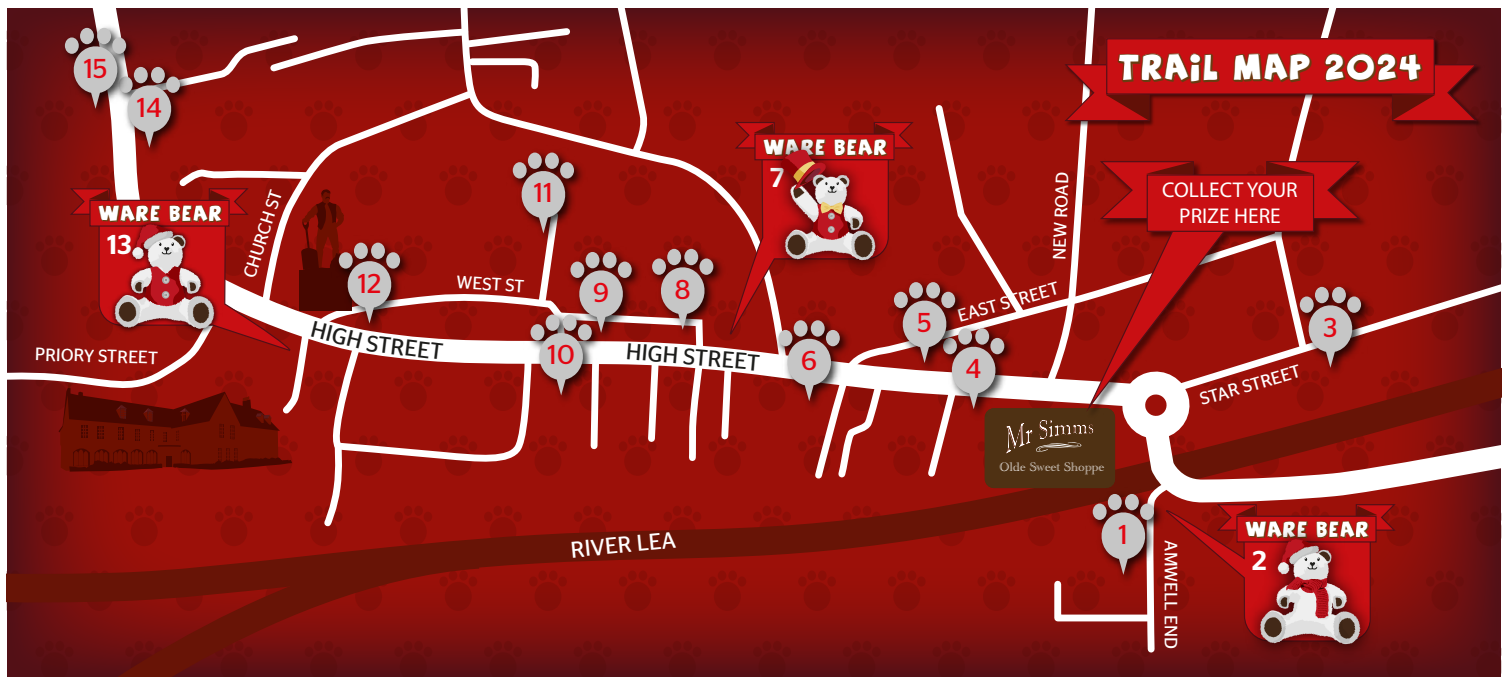 TRAiL MAP 2024
15
14
WARE BEAR
7
11
COLLECT YOUR
PRIZE HERE
NEW ROAD
CHURCH ST
WARE BEAR
13
12
WEST ST
9
8
5
EAST STREET
3
HIGH STREET
10
HIGH STREET
6
4
PRIORY STREET
STAR STREET
Mr Simms
Olde Sweet Shoppe
RIVER LEA
1
AMWELL END
WARE BEAR
2